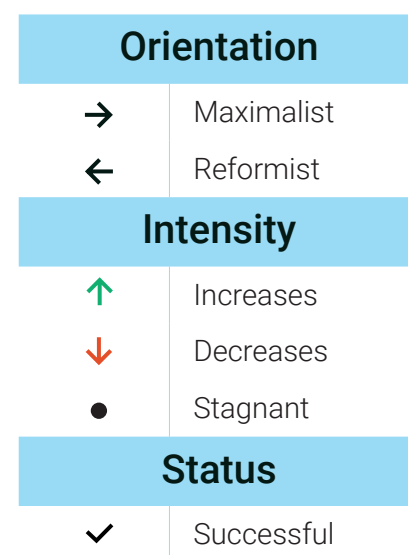 Orientation
→ Maximalist
← Reformist
Intensity
↑ Increases
↓ Decreases
● Stagnant
Status
✓ Successful